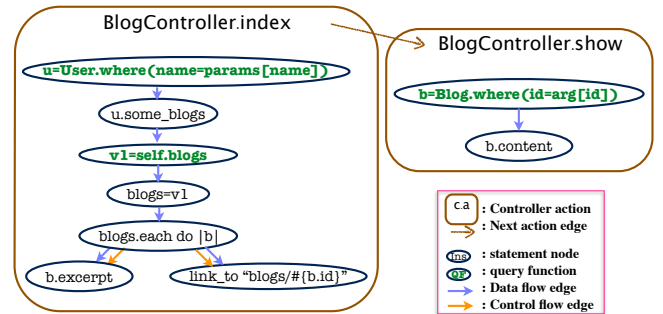 BlogController.index
u=User.where(name=params[name])
u.some_blogs
v1=self.blogs
blogs=v1
blogs.each do |b|
b.excerpt
link_to “blogs/#{b.id}”
BlogController.show
b=Blog.where(id=arg[id])
b.content
c.a : Controller action
: Next action edge
Ins : statement node
QF : query function
: Data flow edge
: Control flow edge